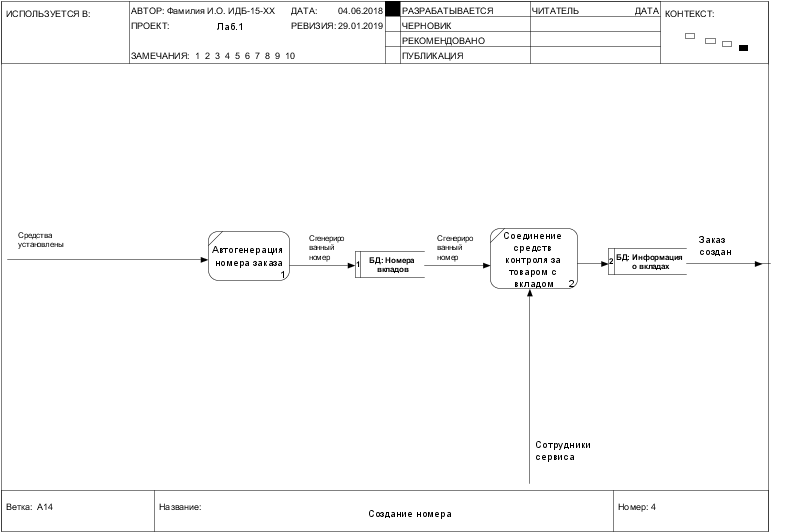 ИСПОЛЬЗУЕТСЯ В:
АВТОР: Фамилия И.О. ИДБ-15-ХХ
ДАТА: 04.06.2018
ПРОЕКТ: Лаб.1
РЕВИЗИЯ: 29.01.2019
ЗАМЕЧАНИЯ: 1 2 3 4 5 6 7 8 9 10
РАЗРАБАТЫВАЕТСЯ
ЧЕРНОВИК
РЕКОМЕНДОВАНО
ПУБЛИКАЦИЯ
ЧИТАТЕЛЬ ДАТА
КОНТЕКСТ:
Средства
установлены
Автогенерация
номера заказа
1
Сгенериро
ванный
номер
1
БД: Номера
вкладов
Сгенериро
ванный
номер
Соединение
средств
контроля за
товаром с
вкладом
2
2
БД: Информация
о вкладах
Заказ
создан
Сотрудники
сервиса
Ветка: А14
Название:
Создание номера
Номер: 4